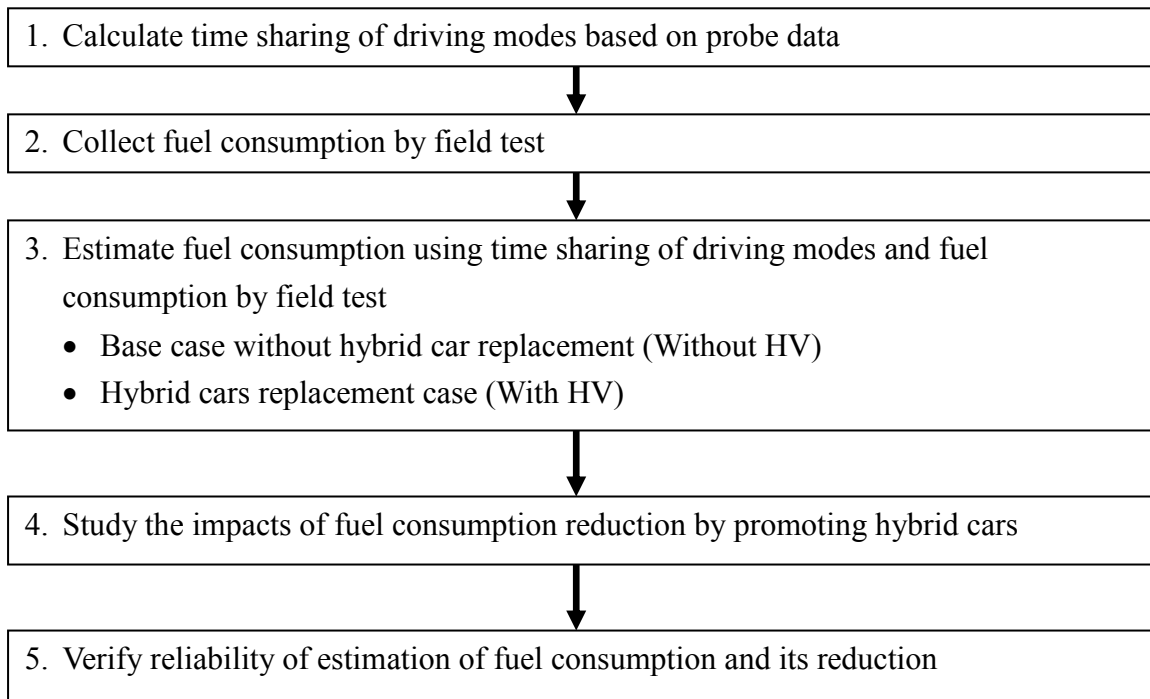 1. Calculate time sharing of driving modes based on probe data
2. Collect fuel consumption by field test
3. Estimate fuel consumption using time sharing of driving modes and fuel
consumption by field test
• Base case without hybrid car replacement (Without HV)
• Hybrid cars replacement case (With HV)
4. Study the impacts of fuel consumption reduction by promoting hybrid cars
5. Verify reliability of estimation of fuel consumption and its reduction